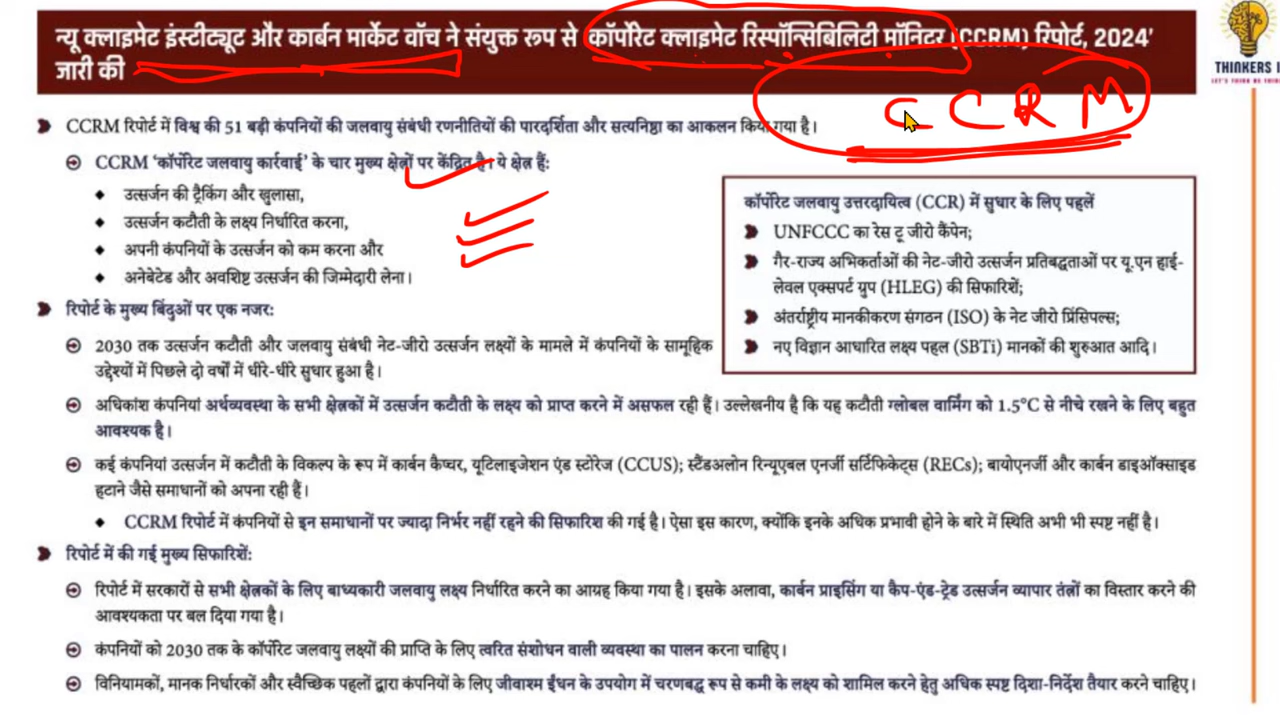 न्यू क्लाइमेट इंस्टीट्यूट और कार्बन मार्केट वॉच ने संयुक्त रूप से 'कॉर्पोरेट क्लाइमेट रिस्पॉन्सिबिलिटी मॉनिटर (CCRM) रिपोर्ट, 2024'
जारी की
THINKERS
LET'S THINK BE
C C R M
CCRM रिपोर्ट में विश्व की 51 बड़ी कंपनियों की जलवायु संबंधी रणनीतियों की पारदर्शिता और सत्यनिष्ठा का आकलन किया गया है।
CCRM 'कॉर्पोरेट जलवायु कार्रवाई' के चार मुख्य क्षेत्रों पर केंद्रित है। ये क्षेत्र हैं:
उत्सर्जन की ट्रैकिंग और खुलासा,
उत्सर्जन कटौती के लक्ष्य निर्धारित करना,
अपनी कंपनियों के उत्सर्जन को कम करना और
अनेबेटेड और अवशिष्ट उत्सर्जन की जिम्मेदारी लेना।
कॉर्पोरेट जलवायु उत्तरदायित्व (CCR) में सुधार के लिए पहलें
UNFCCC का रेस टू जीरो कैंपेन;
गैर-राज्य अभिकर्ताओं की नेट-जीरो उत्सर्जन प्रतिबद्धताओं पर यू.एन हाई-
लेवल एक्सपर्ट ग्रुप (HLEG) की सिफारिशें;
अंतर्राष्ट्रीय मानकीकरण संगठन (ISO) के नेट जीरो प्रिंसिपल्स;
नए विज्ञान आधारित लक्ष्य पहल (SBTi) मानकों की शुरुआत आदि।
रिपोर्ट के मुख्य बिंदुओं पर एक नजर:
2030 तक उत्सर्जन कटौती और जलवायु संबंधी नेट-जीरो उत्सर्जन लक्ष्यों के मामले में कंपनियों के सामूहिक
उद्देश्यों में पिछले दो वर्षों में धीरे-धीरे सुधार हुआ है।
अधिकांश कंपनियां अर्थव्यवस्था के सभी क्षेत्रकों में उत्सर्जन कटौती के लक्ष्य को प्राप्त करने में असफल रही हैं। उल्लेखनीय है कि यह कटौती ग्लोबल वार्मिंग को 1.5°C से नीचे रखने के लिए बहुत
आवश्यक है।
कई कंपनियां उत्सर्जन में कटौती के विकल्प के रूप में कार्बन कैप्चर, यूटिलाइजेशन एंड स्टोरेज (CCUS); स्टैंडअलोन रिन्यूएबल एनर्जी सर्टिफिकेट्स (RECs); बायोएनर्जी और कार्बन डाइऑक्साइड
हटाने जैसे समाधानों को अपना रही हैं।
CCRM रिपोर्ट में कंपनियों से इन समाधानों पर ज्यादा निर्भर नहीं रहने की सिफारिश की गई है। ऐसा इस कारण, क्योंकि इनके अधिक प्रभावी होने के बारे में स्थिति अभी भी स्पष्ट नहीं है।
रिपोर्ट में की गई मुख्य सिफारिशें:
रिपोर्ट में सरकारों से सभी क्षेत्रकों के लिए बाध्यकारी जलवायु लक्ष्य निर्धारित करने का आग्रह किया गया है। इसके अलावा, कार्बन प्राइसिंग या कैप-एंड-ट्रेड उत्सर्जन व्यापार तंत्रों का विस्तार करने की
आवश्यकता पर बल दिया गया है।
कंपनियों को 2030 तक के कॉर्पोरेट जलवायु लक्ष्यों की प्राप्ति के लिए त्वरित संशोधन वाली व्यवस्था का पालन करना चाहिए।
विनियामकों, मानक निर्धारकों और स्वैच्छिक पहलों द्वारा कंपनियों के लिए जीवाश्म ईंधन के उपयोग में चरणबद्ध रूप से कमी के लक्ष्य को शामिल करने हेतु अधिक स्पष्ट दिशा-निर्देश तैयार करने चाहिए।